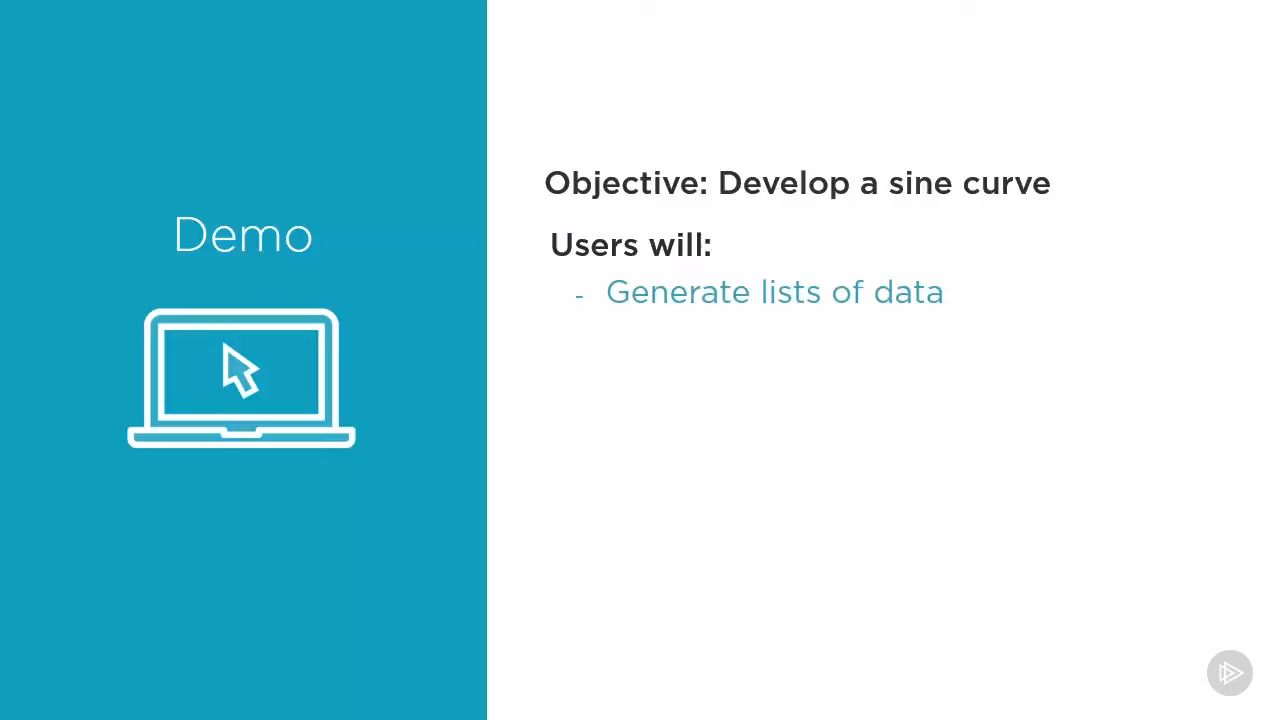 Demo
Objective: Develop a sine curve
Users will:
- Generate lists of data